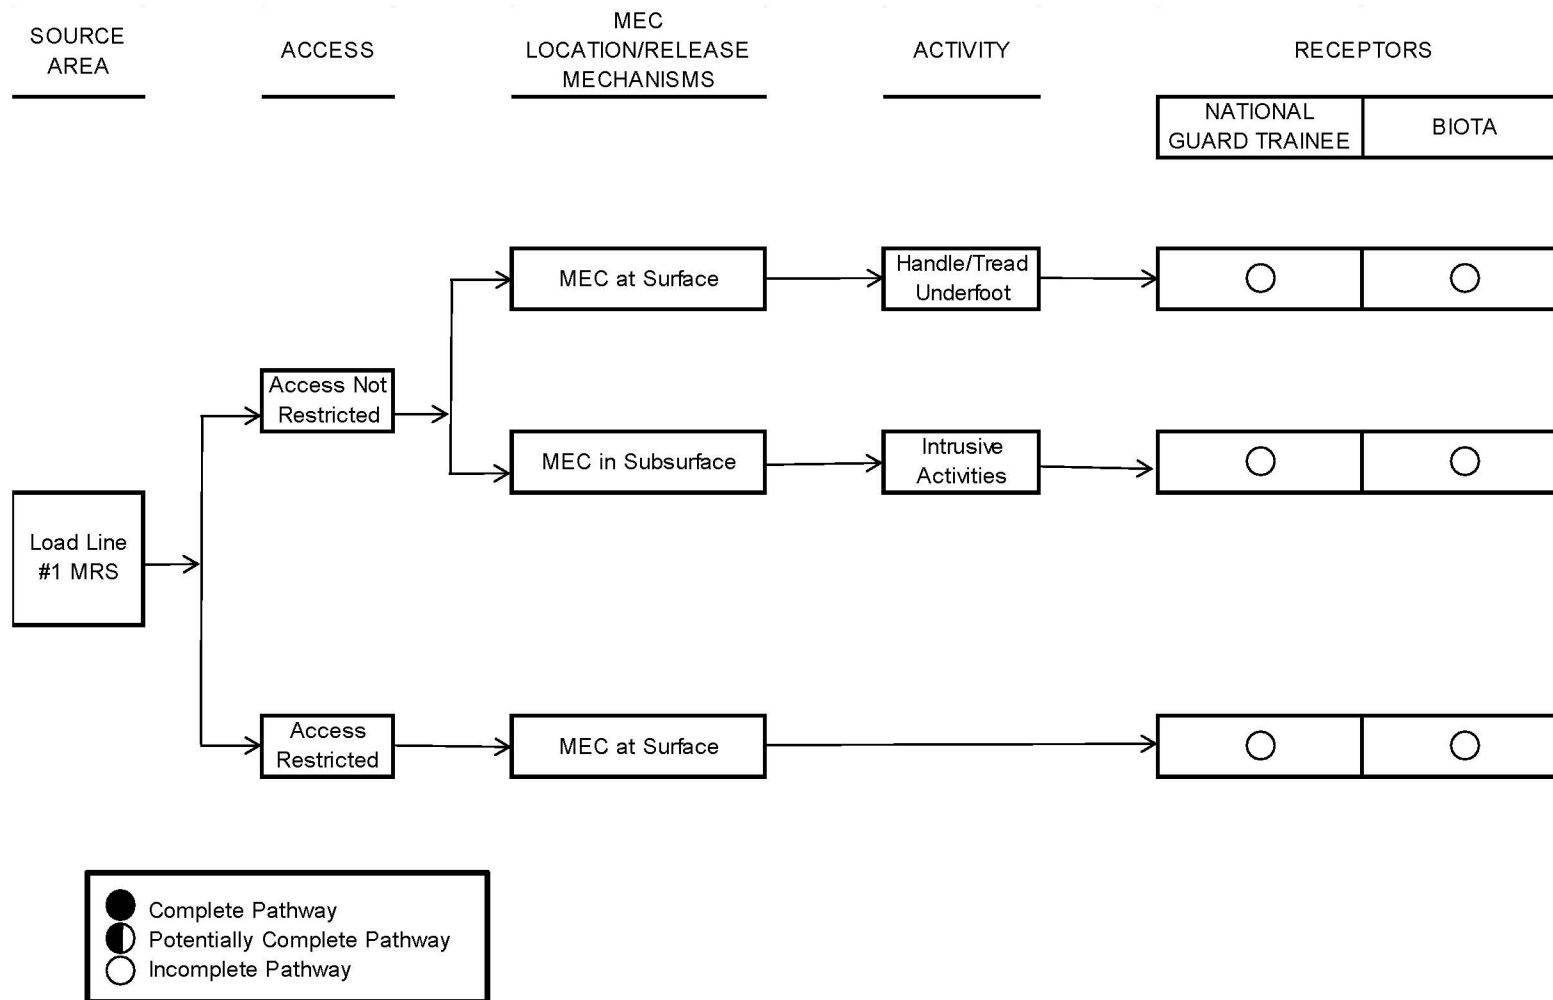 SOURCE
AREA
ACCESS
MEC
LOCATION/RELEASE
MECHANISMS
ACTIVITY
RECEPTORS
NATIONAL
GUARD TRAINEE
BIOTA
MEC at Surface
Handle/Tread
Underfoot
Access Not
Restricted
MEC in Subsurface
Intrusive
Activities
Load Line
#1 MRS
Access
Restricted
MEC at Surface
Complete Pathway
Potentially Complete Pathway
Incomplete Pathway